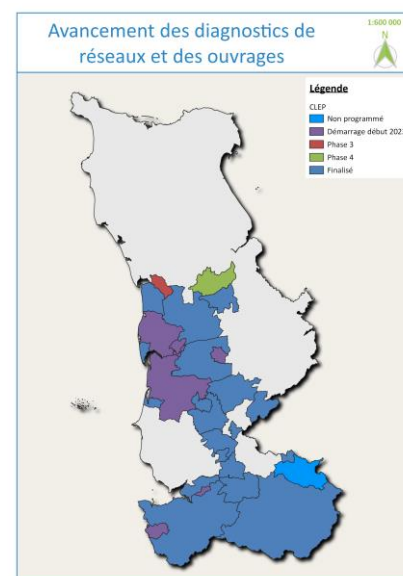 Avancement des diagnostics de
réseaux et des ouvrages
1:600 000
N
Légende
CLEP
Non programmé
Démarrage début 2023
Phase 3
Phase 4
Finalisé